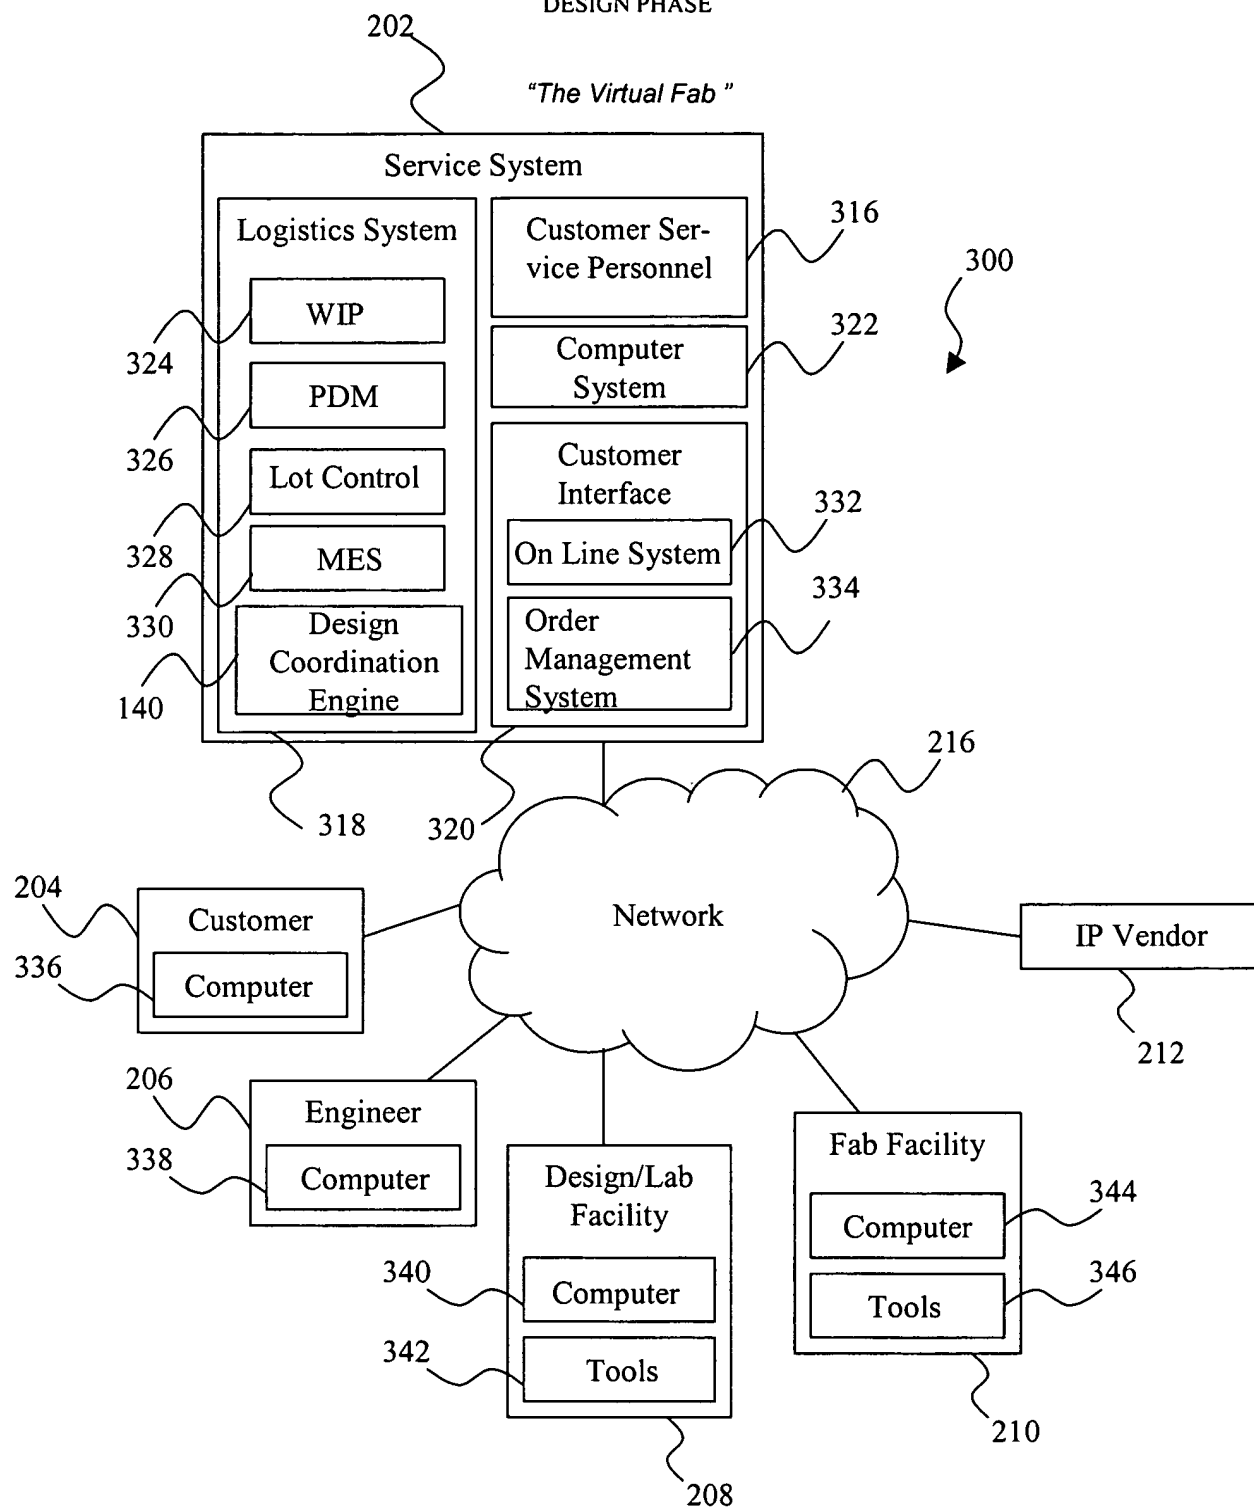 DESIGN PHASE
202
“The Virtual Fab ”
Service System
Logistics System
WIP
PDM
Lot Control
MES
Design
Coordination
Engine
324
326
328
330
140
318
Customer Ser-
vice Personnel
316
Computer
System
322
Customer
Interface
On Line System
332
Order
Management
System
334
320
300
216
Network
204
Customer
336
Computer
IP Vendor
212
206
Engineer
338
Computer
Design/Lab
Facility
340
Computer
342
Tools
208
Fab Facility
Computer
344
Tools
346
210